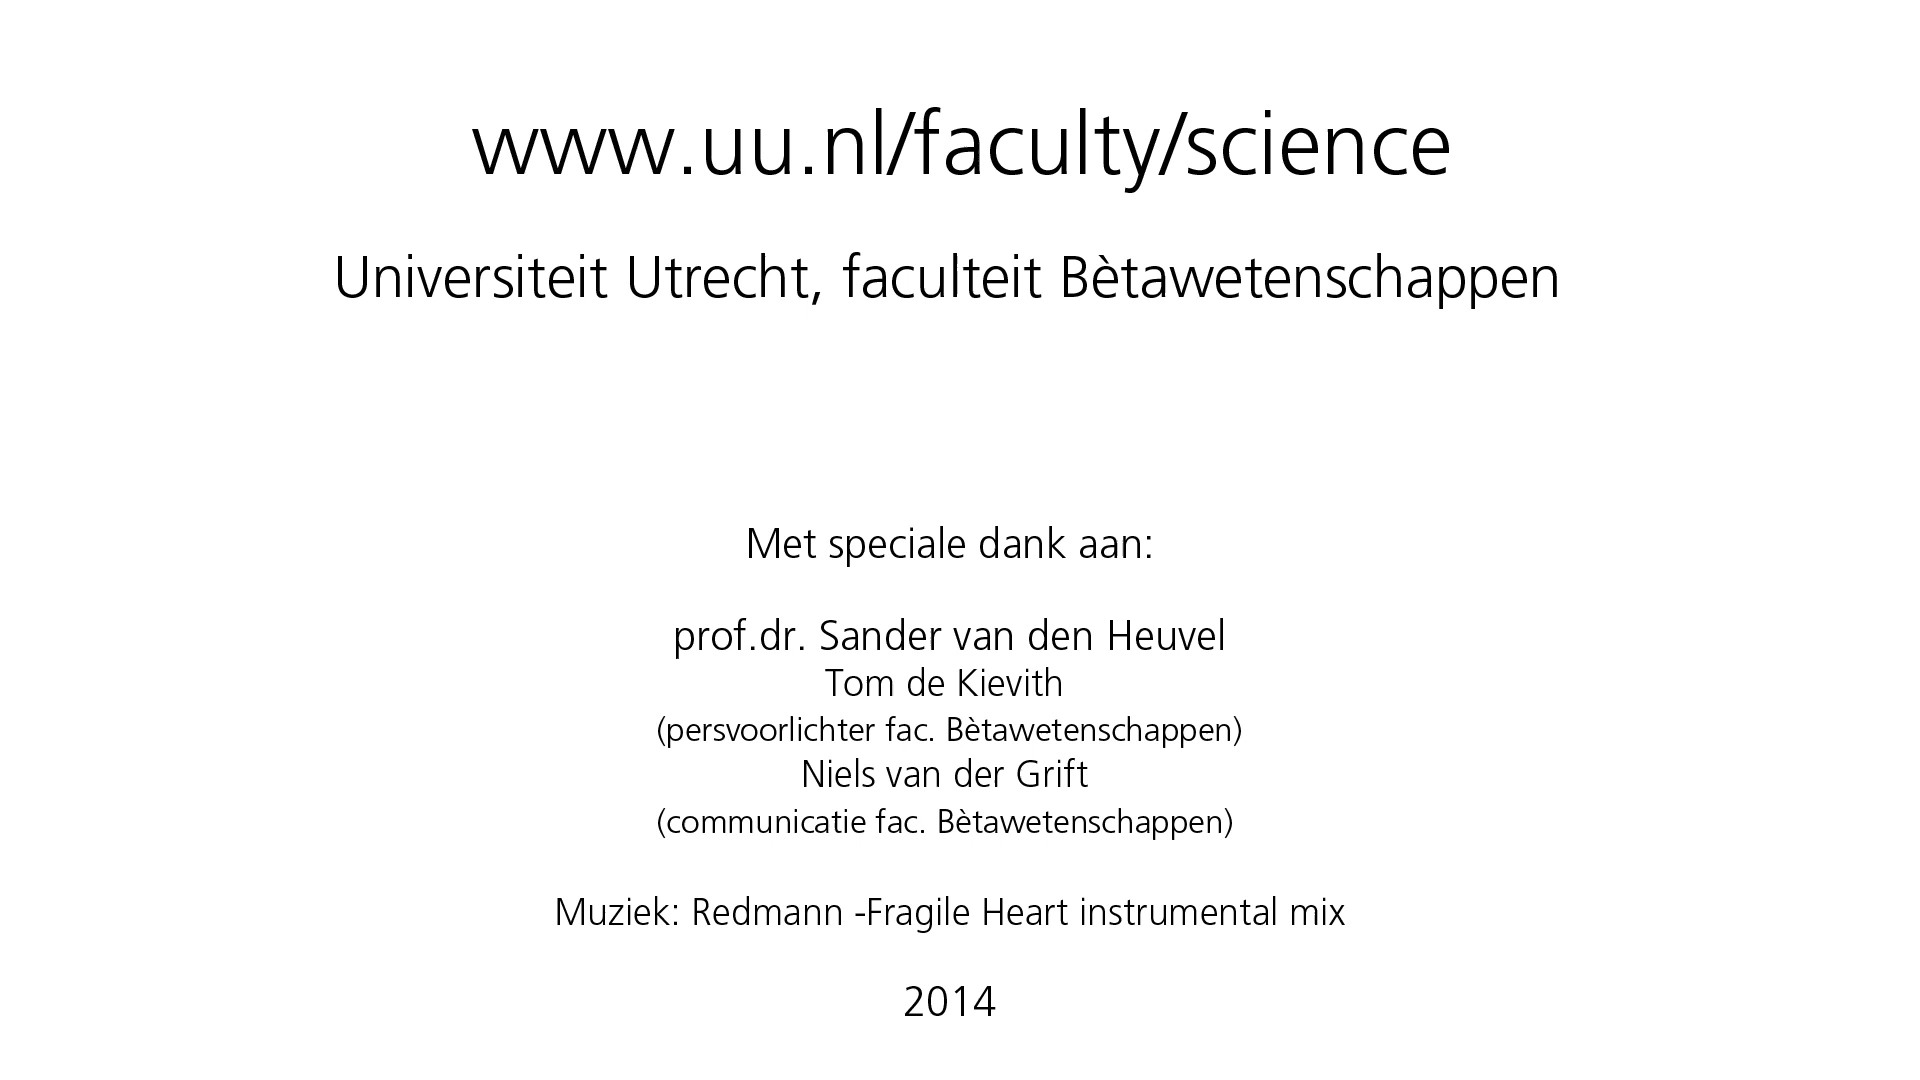 www.uu.nl/faculty/science
Universiteit Utrecht, faculteit Bètawetenschappen
Met speciale dank aan:
prof.dr. Sander van den Heuvel
Tom de Kievith
(persvoorlichter fac. Bètawetenschappen)
Niels van der Grift
(communicatie fac. Bètawetenschappen)
Muziek: Redmann -Fragile Heart instrumental mix
2014